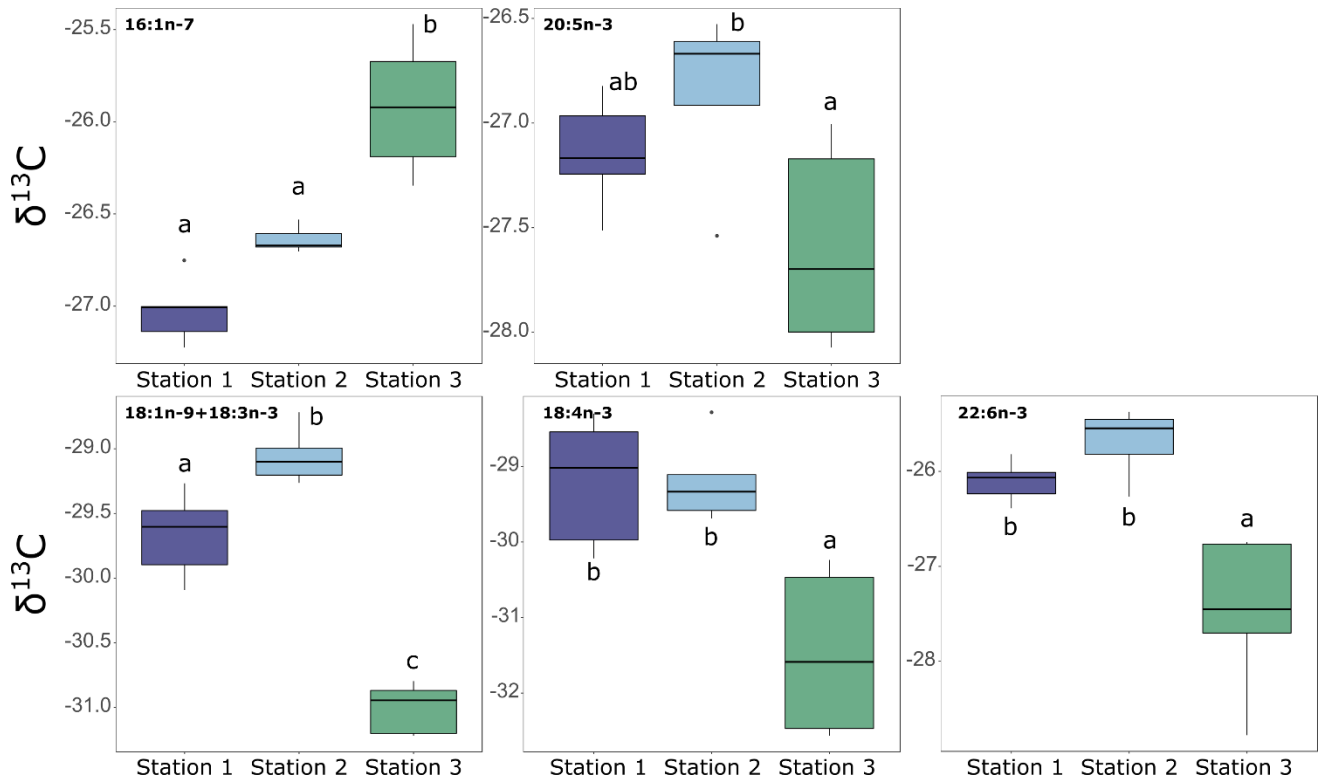 16:1n-7
δ13C
-25.5
-26.0
-26.5
-27.0
a
a
b
Station 1 Station 2 Station 3
20:5n-3
-26.5
-27.0
-27.5
-28.0
ab
b
a
Station 1 Station 2 Station 3
18:1n-9+18:3n-3
δ13C
-29.0
-29.5
-30.0
-30.5
-31.0
a
b
c
Station 1 Station 2 Station 3
18:4n-3
-29
-30
-31
-32
b
b
a
Station 1 Station 2 Station 3
22:6n-3
-26
-27
-28
b
b
a
Station 1 Station 2 Station 3